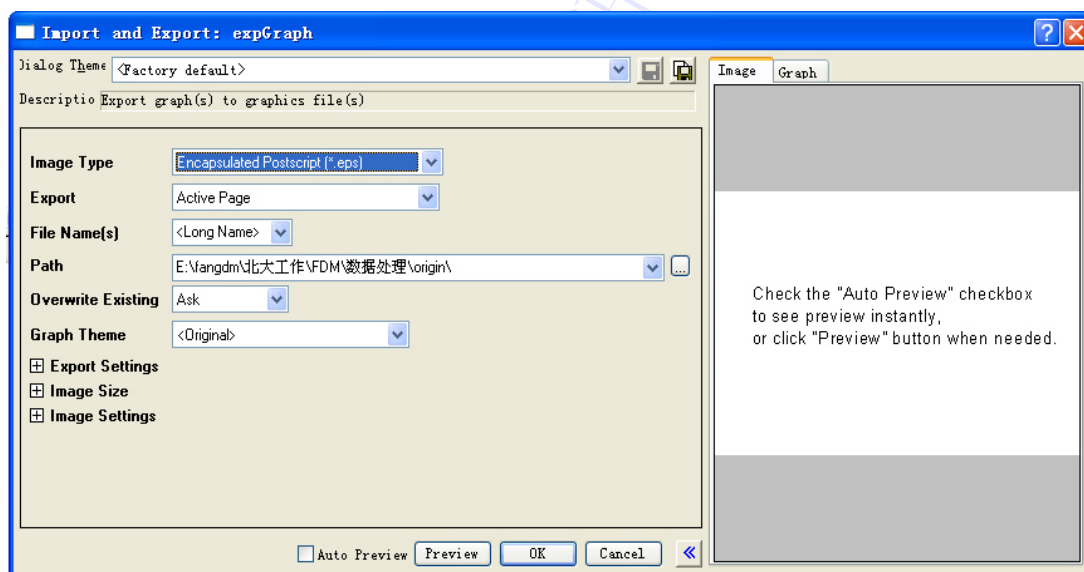 Import and Export: expGraph
Dialog Theme <Factory default>
Descriptio Export graph(s) to graphics file(s)
Image Type Encapsulated Postscript (*.eps)
Export Active Page
File Name(s) <Long Name>
Path E:\fangdm\北大工作\FDM\数据处理\origin\ ...
Overwrite Existing Ask
Graph Theme <Original>
Export Settings
Image Size
Image Settings
Auto Preview Preview OK Cancel
Image Graph
Check the "Auto Preview" checkbox
to see preview instantly,
or click "Preview" button when needed.